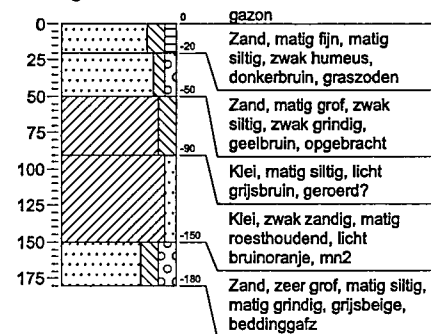 0
25
50
75
100
125
150
175
0
-20
-50
-90
-150
-180
gazon
Zand, matig fijn, matig
siltig, zwak humeus,
donkerbruin, graszoden
Zand, matig grof, zwak
siltig, zwak grindig,
geelbruin, opgebracht
Klei, matig siltig, licht
grijsbruin, geroerd?
Klei, zwak zandig, matig
roesthoudend, licht
bruinoranje, mn2
Zand, zeer grof, matig siltig,
matig grindig, grijsbeige,
beddinggafz